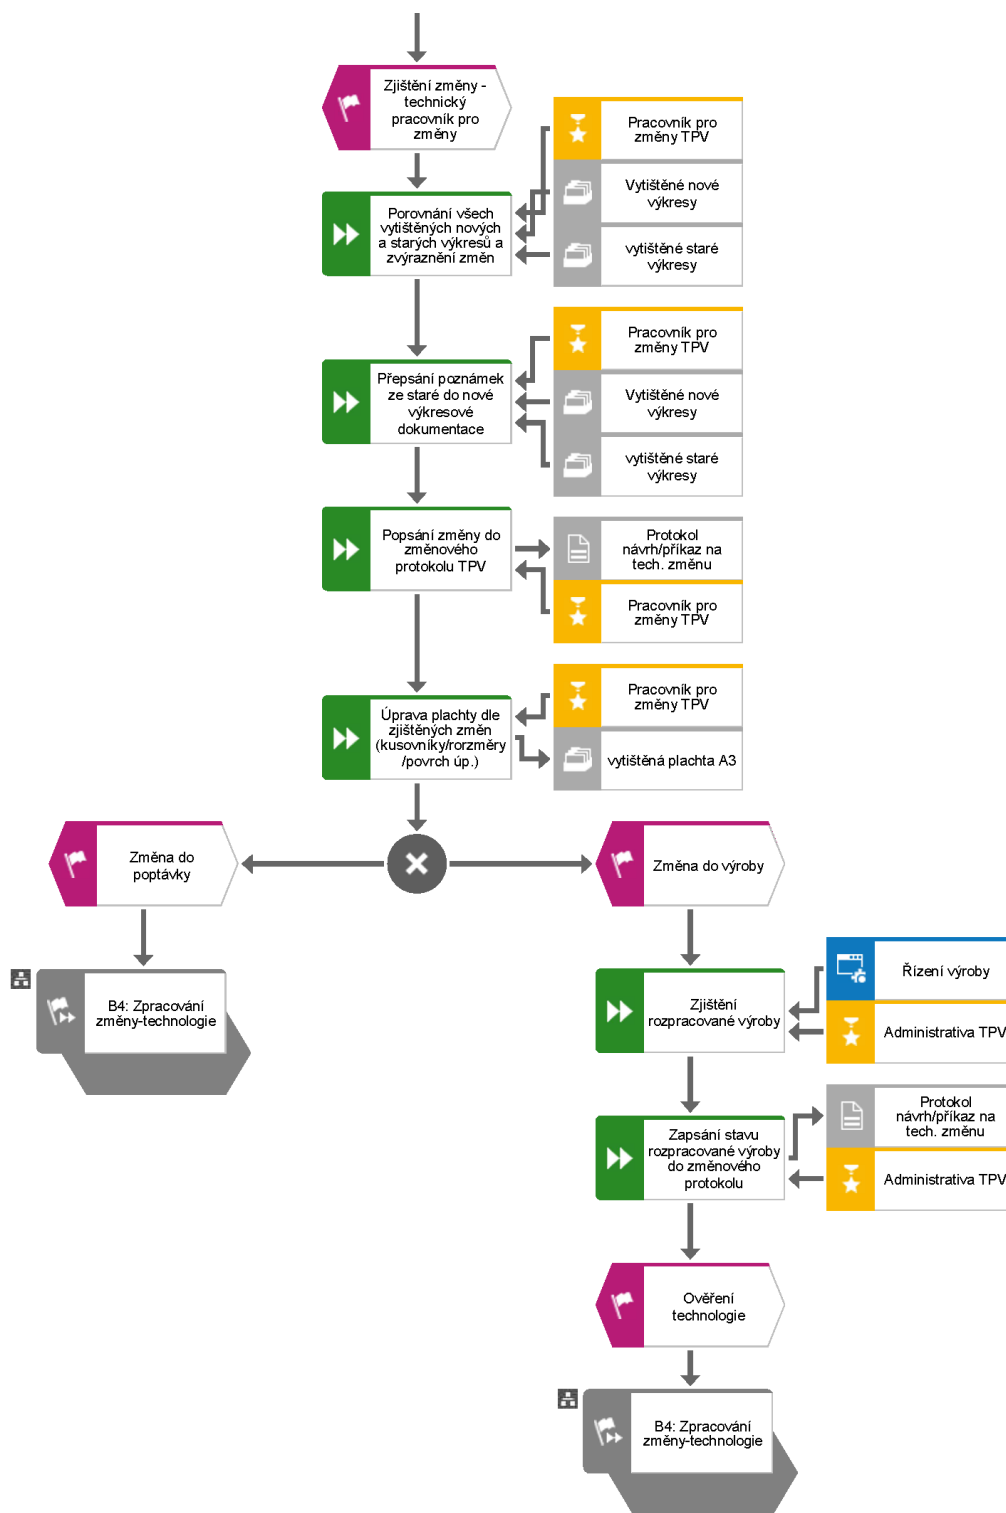 Zjištění změny -
technický
pracovník pro
změny
Pracovník pro
změny TPV
Vytištěné nové
výkresy
vytištěné staré
výkresy
Porovnání všech
vytištěných nových
a starých výkresů a
zvýraznění změn
Pracovník pro
změny TPV
Vytištěné nové
výkresy
vytištěné staré
výkresy
Přepsání poznámek
ze staré do nové
výkresové
dokumentace
Popsání změny do
změnového
protokolu TPV
Protokol
návrh/příkaz na
tech. změnu
Pracovník pro
změny TPV
Úprava plachty dle
zjištěných změn
(kusovníky/rorzměry
/povrch úp.)
Pracovník pro
změny TPV
vytištěná plachta A3
Změna do
poptávky
Změna do výroby
B4: Zpracování
změny-technologie
Zjištění
rozpracované výroby
Řízení výroby
Administrativa TPV
Zapsání stavu
rozpracované výroby
do změnového
protokolu
Protokol
návrh/příkaz na
tech. změnu
Administrativa TPV
Ověření
technologie
B4: Zpracování
změny-technologie